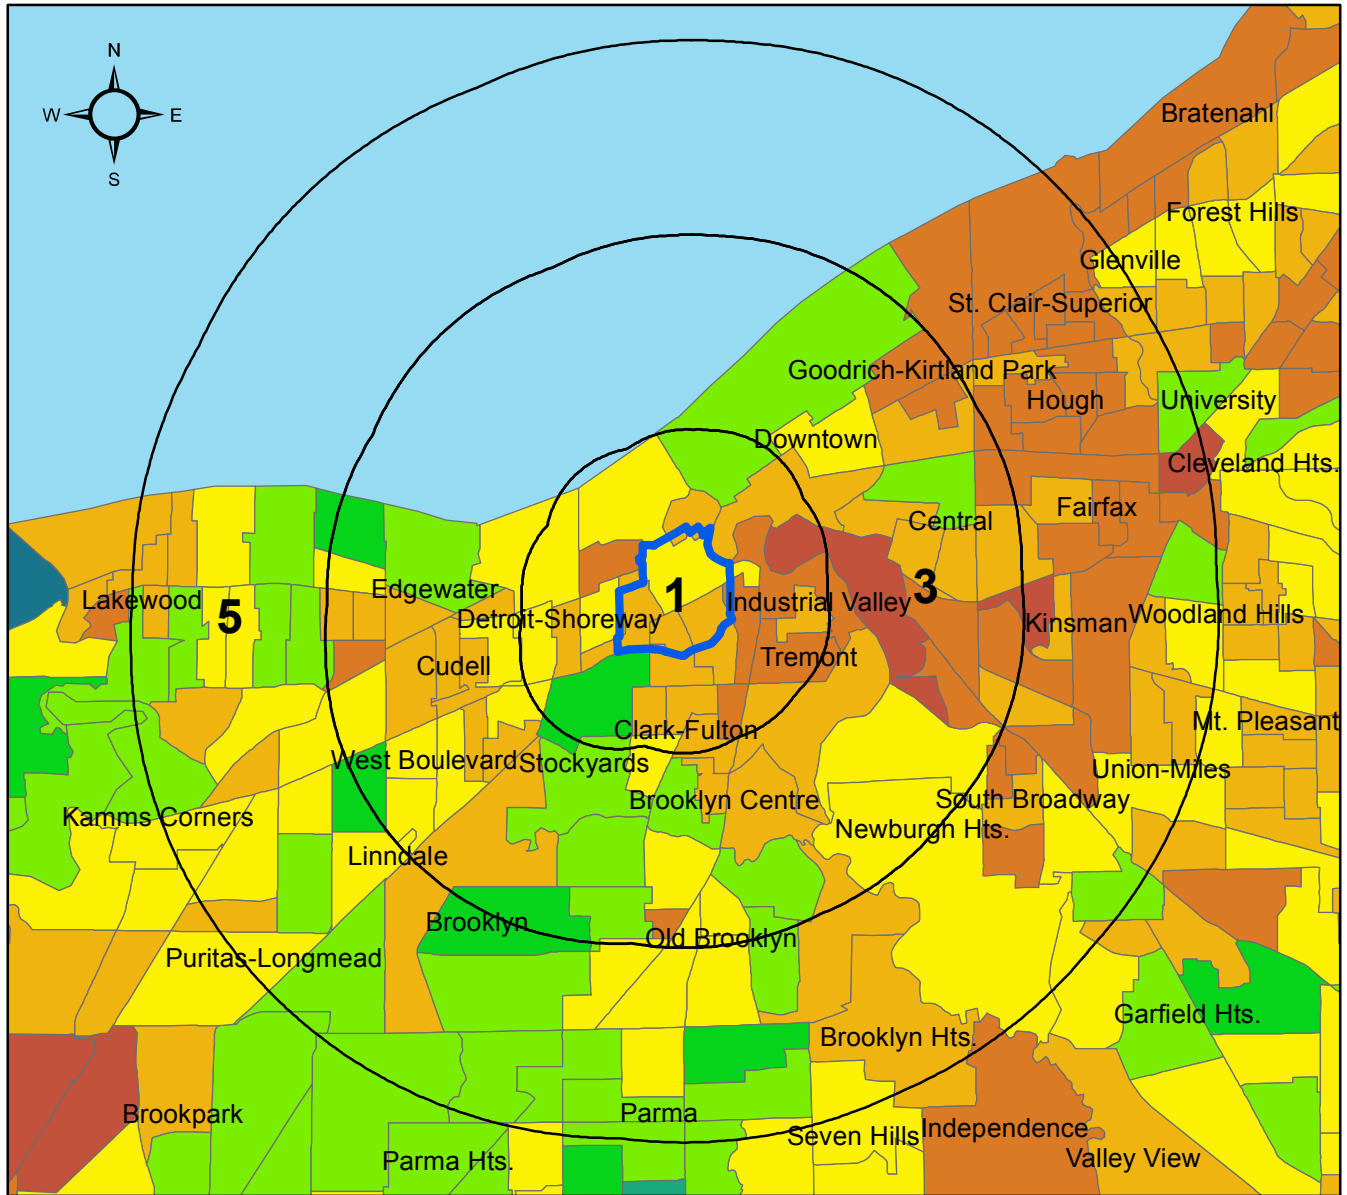 N
W E
S
Bratenahl
Forest Hills
Glenville
St. Clair-Superior
Goodrich-Kirtland Park
Hough
University
Downtown
Cleveland Hts.
Fairfax
Central
Edgewater
Lakewood
5
1
3
Industrial Valley
Detroit-Shoreway
Kinsman
Woodland Hills
Cudell
Tremont
Mt. Pleasant
Clark-Fulton
West Boulevard
Stockyards
Union-Miles
Brooklyn Centre
South Broadway
Kamms Corners
Newburgh Hts.
Linndale
Brooklyn
Old Brooklyn
Puritas-Longmead
Garfield Hts.
Brooklyn Hts.
Brookpark
Parma
Seven Hills
Independence
Parma Hts.
Valley View